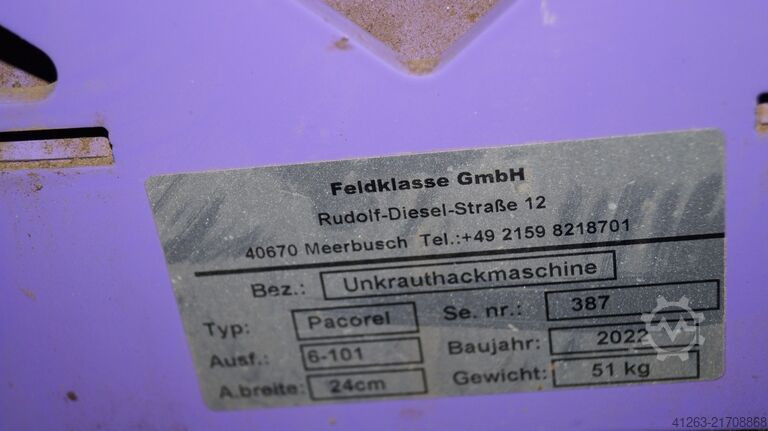 Feldklasse GmbH
Rudolf-Diesel-Straße 12
40670 Meerbusch Tel.:+49 2159 8218701
Bez.: Unkrauthackmaschine
Typ: Pacorel Se. nr.: 387
Ausf.: 6-101 Baujahr: 2022
A.breite: 24cm Gewicht: 51 kg
41263-21708868